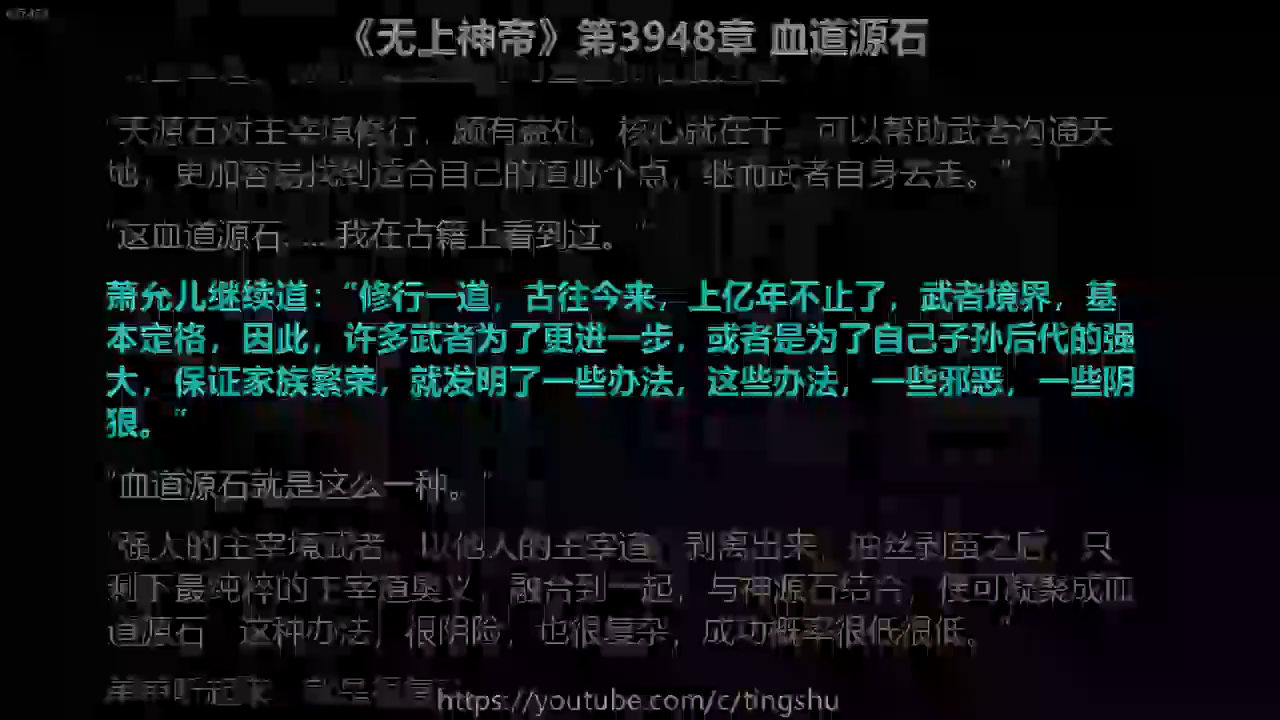 《无上神帝》第3948章 血道源石
“天源石对主宰境修行，颇有益处，核心就在于，可以帮助武者沟通天
地，更加容易找到适合自己的道那个点，继而武者自身去走。”
“这血道源石……我在古籍上看到过。”
萧允儿继续道：“修行一道，古往今来，上亿年不止了，武者境界，基
本定格，因此，许多武者为了更进一步，或者是为了自己子孙后代的强
大，保证家族繁荣，就发明了一些办法，这些办法，一些邪恶，一些阴
狠。”
“血道源石就是这么一种。”
“强大的主宰境武者，以他人的主宰道，剥离出来，抽丝剥茧之后，只
剩下最纯粹的主宰道奥义，融合到一起，与神源石结合，便可凝聚成血
道源石，这种办法，很阴险，也很复杂，成功概率很低很低。”
https://youtube.com/c/tingshu